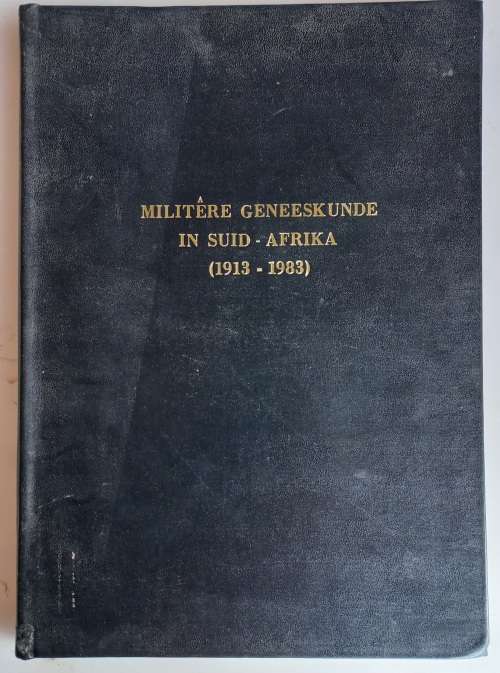 MILITÊRE GENEESKUNDE
IN SUID - AFRIKA
(1913 - 1983)